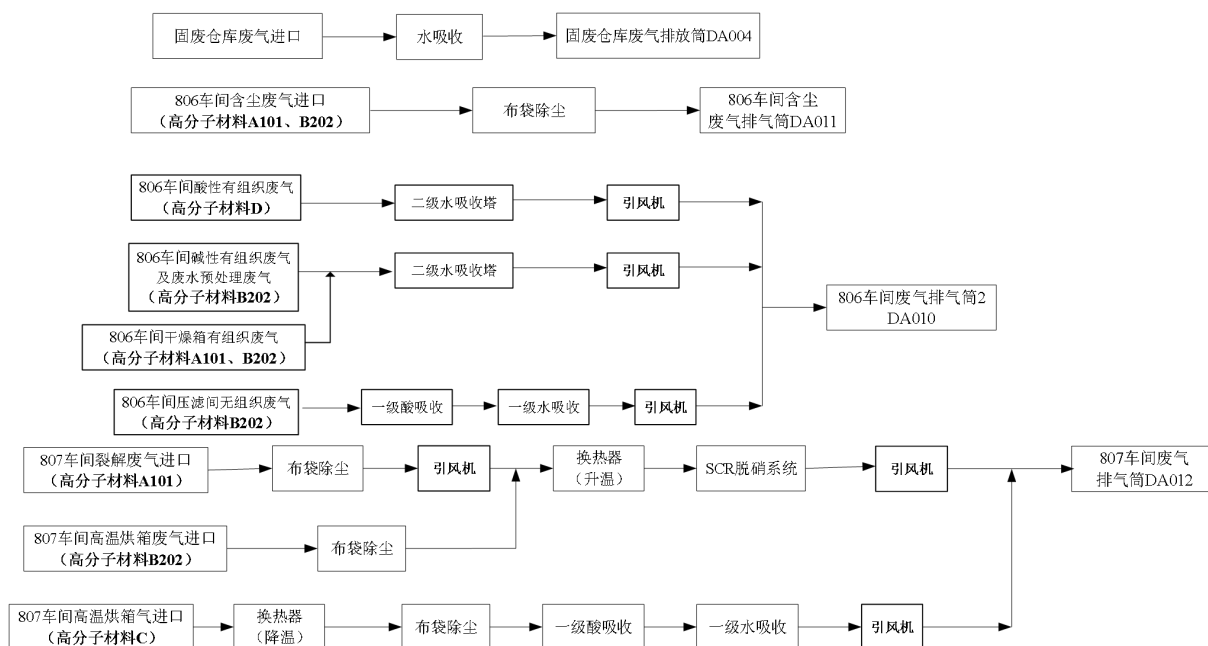 固废仓库废气进口
水吸收
固废仓库废气排放筒DA004
806车间含尘废气进口
（高分子材料A101、B202）
布袋除尘
806车间含尘
废气排气筒DA011
806车间酸性有组织废气
（高分子材料D）
二级水吸收塔
引风机
806车间碱性有组织废气
及废水预处理废气
（高分子材料B202）
二级水吸收塔
引风机
806车间废气排气筒2
DA010
806车间干燥箱有组织废气
（高分子材料A101、B202）
806车间压滤间无组织废气
（高分子材料B202）
一级酸吸收
一级水吸收
引风机
807车间裂解废气进口
（高分子材料A101）
布袋除尘
引风机
换热器
（升温）
SCR脱硝系统
引风机
807车间废气
排气筒DA012
807车间高温烘箱废气进口
（高分子材料B202）
布袋除尘
807车间高温烘箱气进口
（高分子材料C）
换热器
（降温）
布袋除尘
一级酸吸收
一级水吸收
引风机